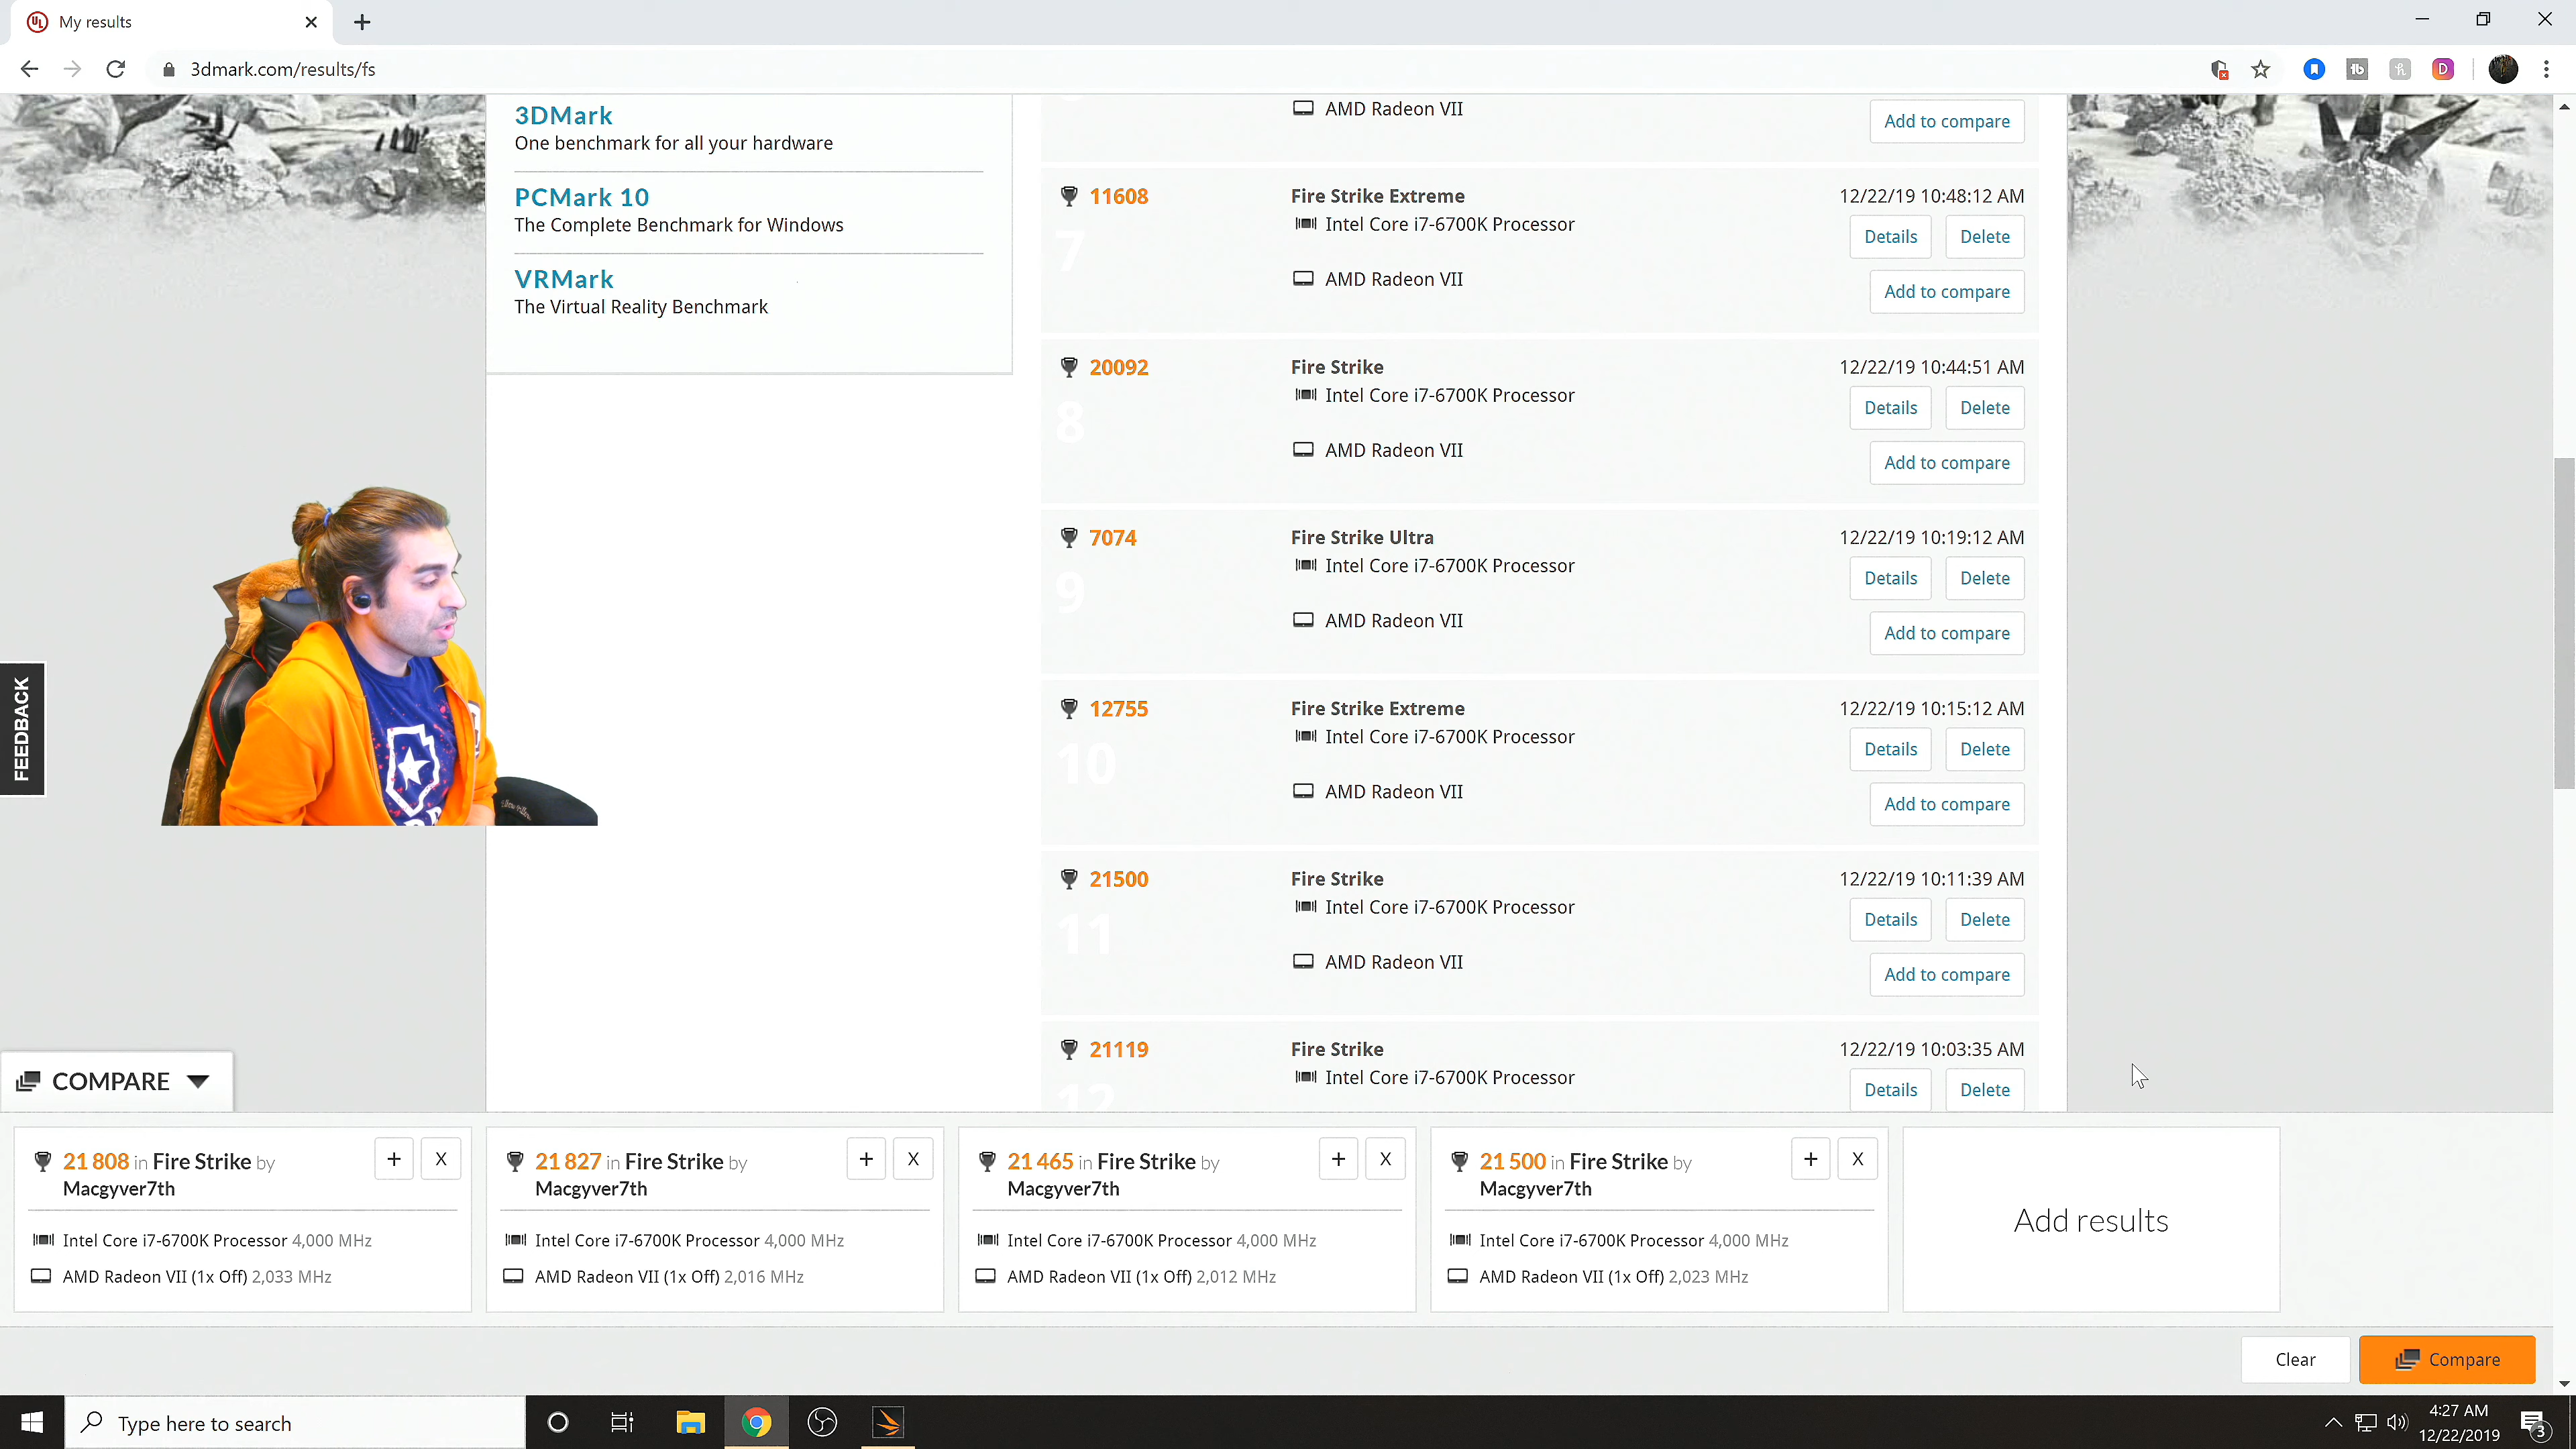 My results
3dmark.com/results/fs
3DMark
One benchmark for all your hardware
PCMark 10
The Complete Benchmark for Windows
VRMark
The Virtual Reality Benchmark
AMD Radeon VII
Add to compare
11608
7
Fire Strike Extreme
Intel Core i7-6700K Processor
AMD Radeon VII
12/22/19 10:48:12 AM
Details Delete
Add to compare
20092
8
Fire Strike
Intel Core i7-6700K Processor
AMD Radeon VII
12/22/19 10:44:51 AM
Details Delete
Add to compare
7074
9
Fire Strike Ultra
Intel Core i7-6700K Processor
AMD Radeon VII
12/22/19 10:19:12 AM
Details Delete
Add to compare
12755
10
Fire Strike Extreme
Intel Core i7-6700K Processor
AMD Radeon VII
12/22/19 10:15:12 AM
Details Delete
Add to compare
21500
11
Fire Strike
Intel Core i7-6700K Processor
AMD Radeon VII
12/22/19 10:11:39 AM
Details Delete
Add to compare
21119
12
Fire Strike
Intel Core i7-6700K Processor
12/22/19 10:03:35 AM
Details Delete
FEEDBACK
COMPARE
21 808 in Fire Strike by
Macgyver7th
+ X
Intel Core i7-6700K Processor 4,000 MHz
AMD Radeon VII (1x Off) 2,033 MHz
21 827 in Fire Strike by
Macgyver7th
+ X
Intel Core i7-6700K Processor 4,000 MHz
AMD Radeon VII (1x Off) 2,016 MHz
21 465 in Fire Strike by
Macgyver7th
+ X
Intel Core i7-6700K Processor 4,000 MHz
AMD Radeon VII (1x Off) 2,012 MHz
21 500 in Fire Strike by
Macgyver7th
+ X
Intel Core i7-6700K Processor 4,000 MHz
AMD Radeon VII (1x Off) 2,023 MHz
Add results
Clear
Compare
Type here to search
4:27 AM
12/22/2019
3